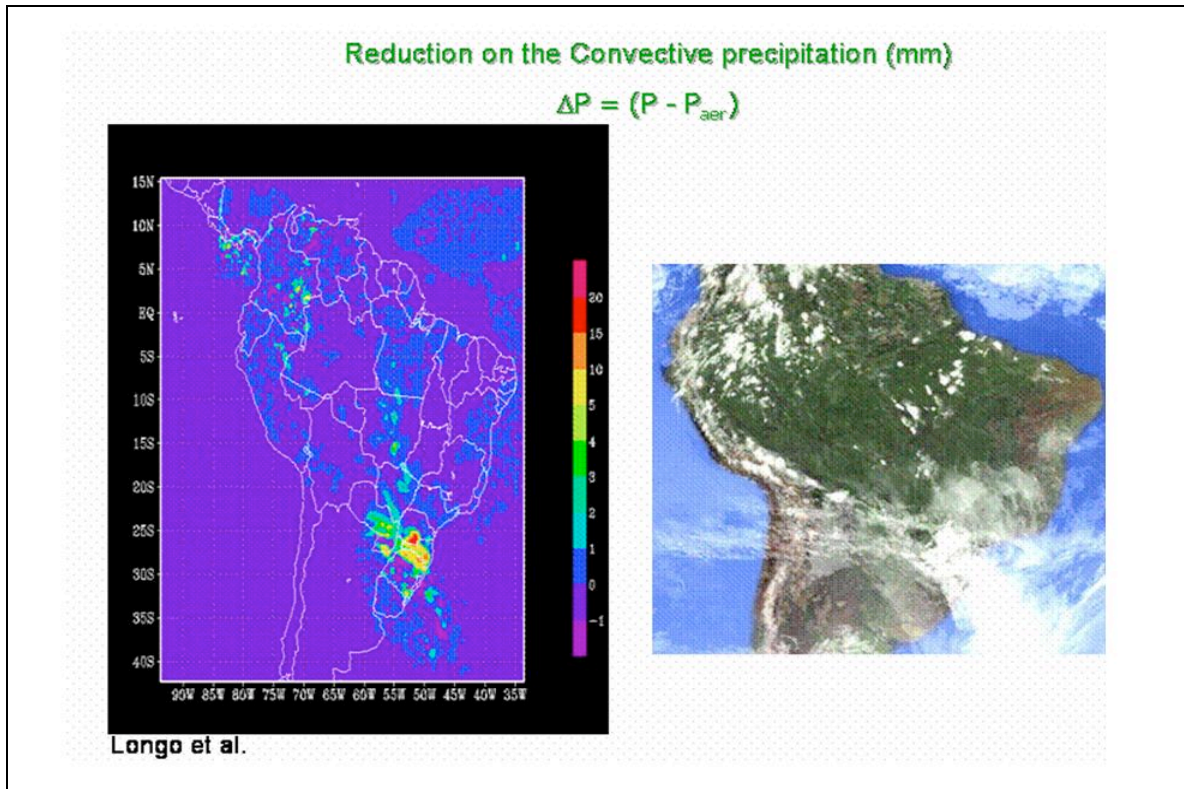 Reduction on the Convective precipitation (mm)
ΔP = (P - Paer)
15N
10N
5N
EQ
5S
10S
15S
20S
25S
30S
35S
40S
90W 85W 80W 75W 70W 65W 60W 55W 50W 45W 40W 35W
20
15
10
5
4
3
2
1
0
-1
Longo et al.